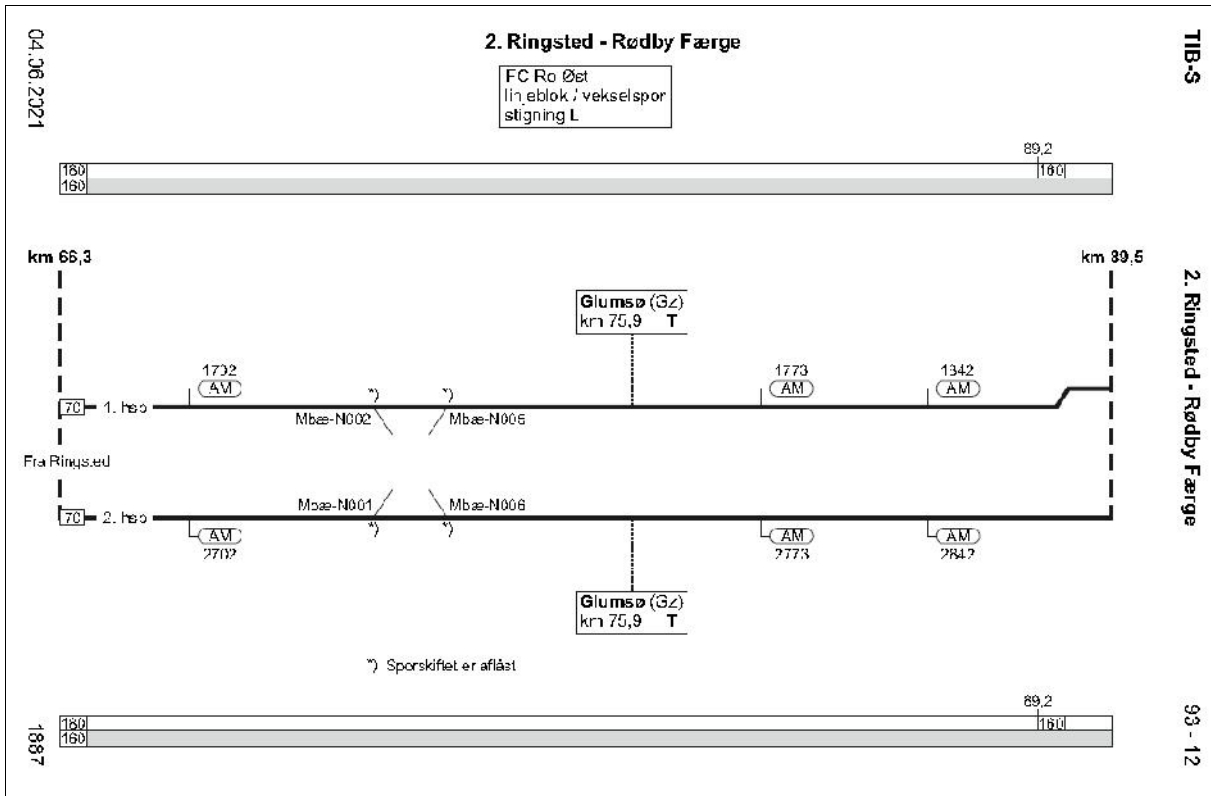 TIB-S
2. Ringsted - Rødby Færge
93 - 12
04.06.2021
1887
2. Ringsted - Rødby Færge
FC Ro Øst
linjeblok / vekselspor
stigning L
89,2
180
160
160
km 66,3
km 89,5
Glumsø (Gz)
km 75,9 T
1702
AM
1773
AM
1842
AM
*)
*)
70
1. hsp
Mbæ-N002
Mbæ-N005
Fra Ringsted
Mbæ-N001
Mbæ-N006
70
2. hsp
*)
*)
AM
2702
AM
2773
AM
2842
Glumsø (Gz)
km 75,9 T
*) Sporskiftet er aflåst
89,2
180
160
160